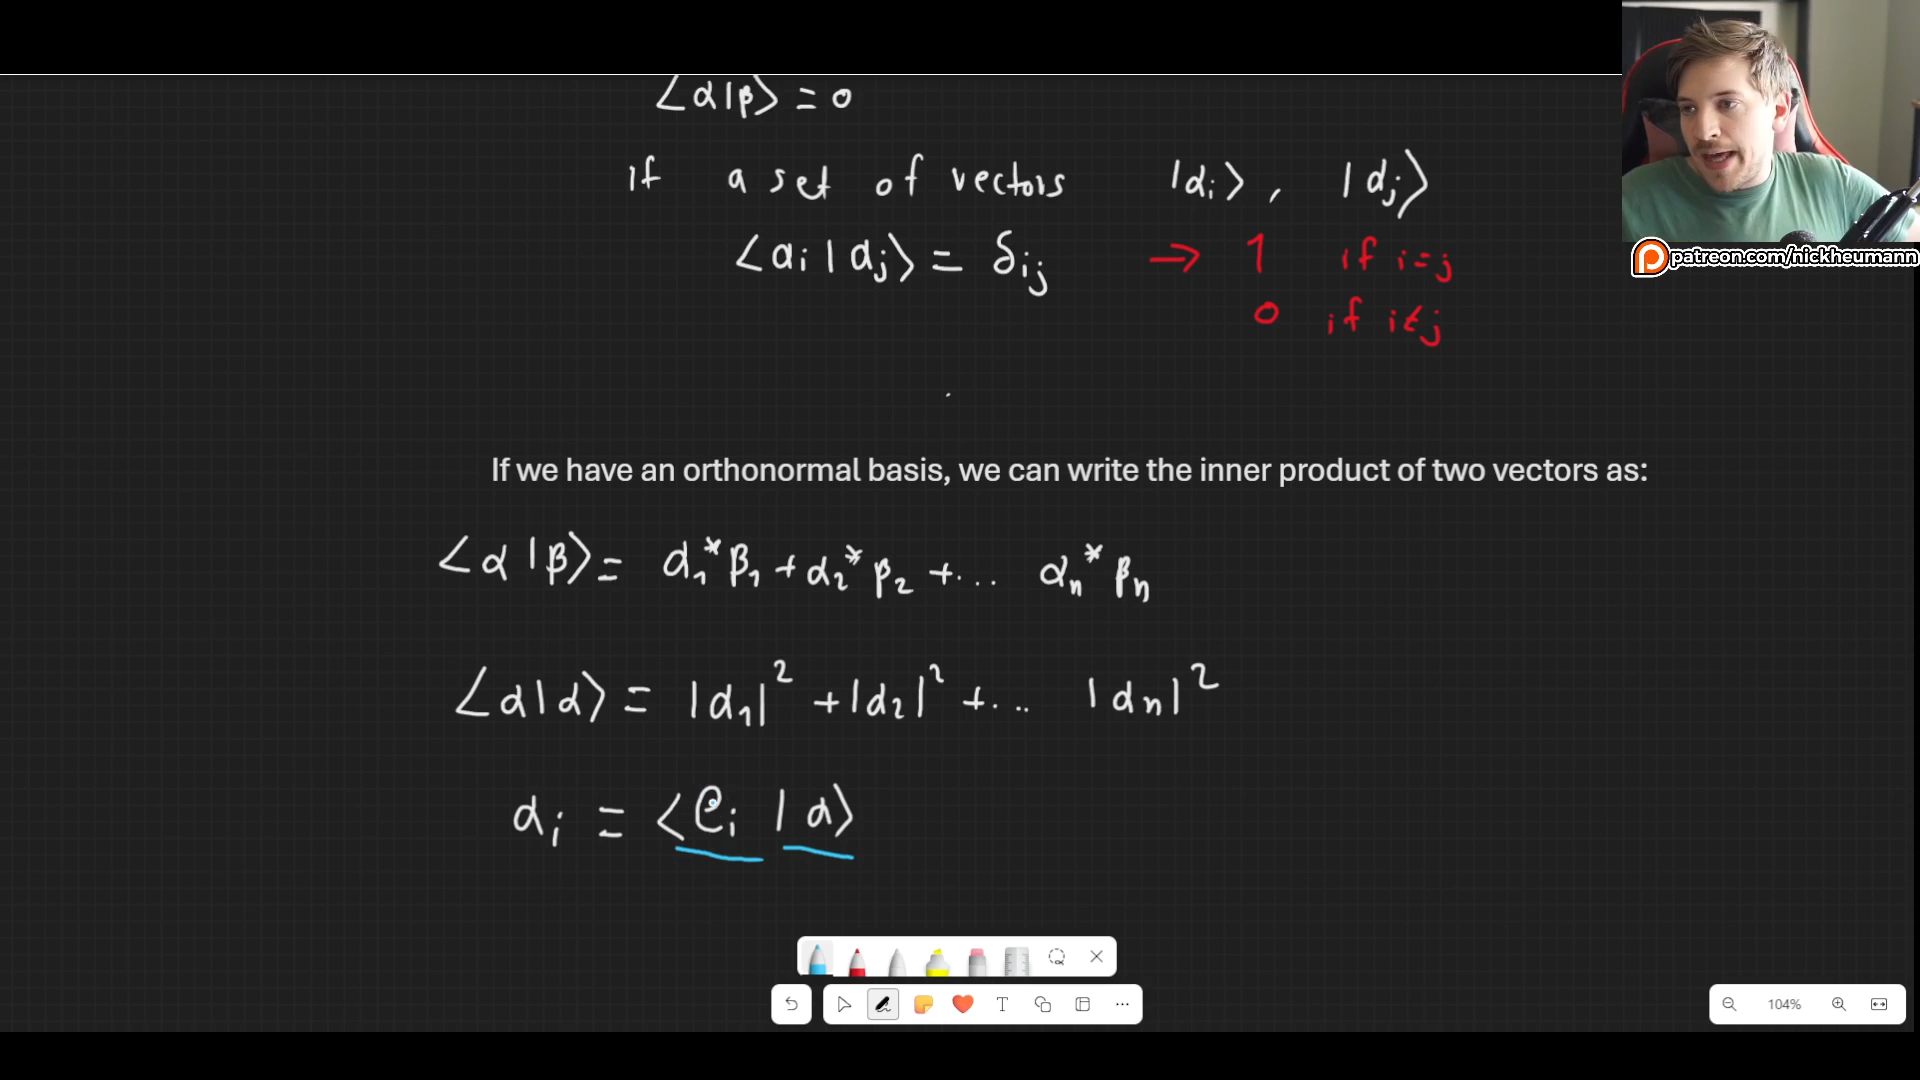 ⟨α|β⟩ = 0
if a set of vectors |αi⟩, |αj⟩
⟨αi|αj⟩ = δij → 1 if i=j
0 if i≠j
If we have an orthonormal basis, we can write the inner product of two vectors as:
⟨α|β⟩ = α₁*β₁ + α₂*β₂ + ... αn*βn
⟨α|α⟩ = |α₁|² + |α₂|² + ... |αn|²
αi = ⟨ei|α⟩
patreon.com/nickheumann
T
104%